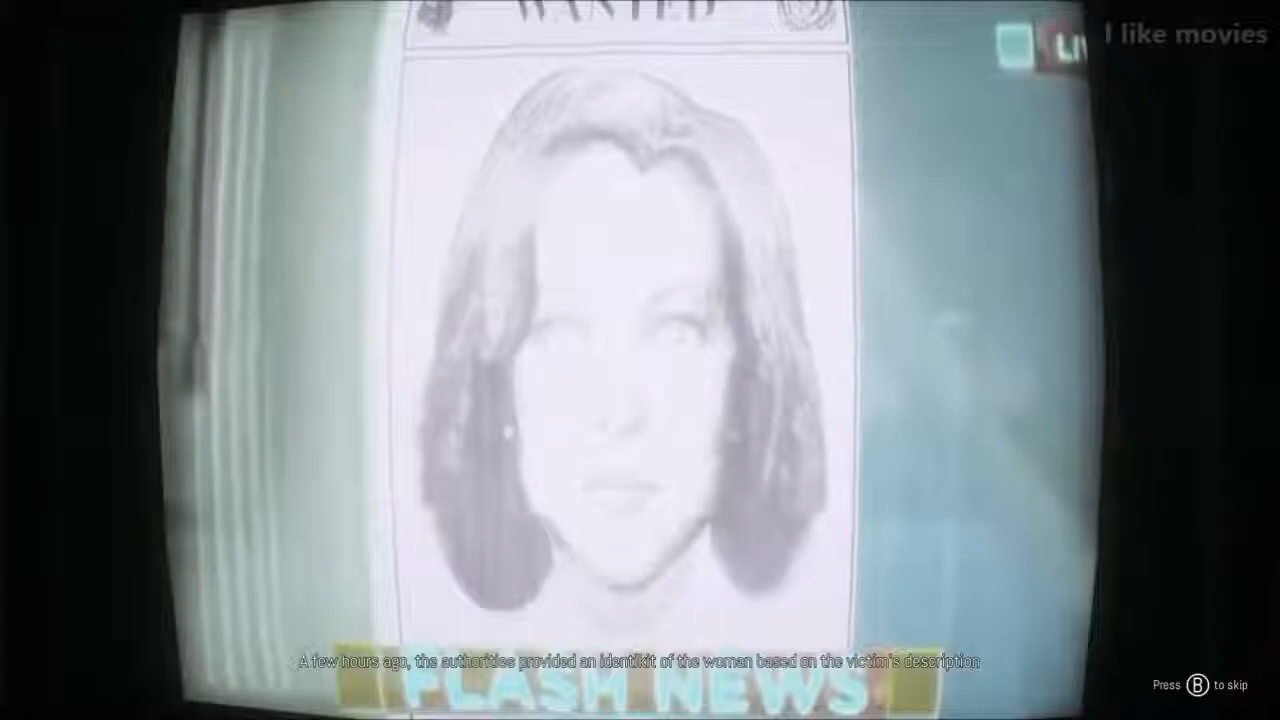 WANTED
I like movies
LIV
A few hours ago, the authorities provided an identikit of the woman based on the victim's description
FLASH NEWS
Press B to skip